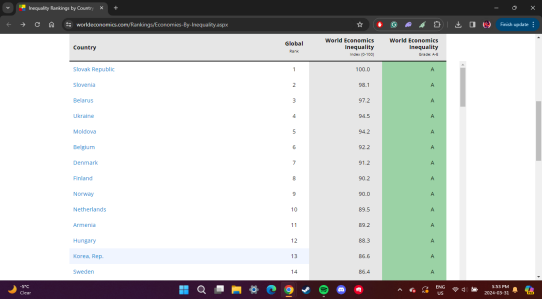 Inequality Rankings by Country
worldeconomics.com/Rankings/Economies-By-Inequality.aspx
Finish update
Country
Global
Rank
World Economics
Inequality
Index (0-100)
World Economics
Inequality
Grade: A-E
Slovak Republic 1 100.0 A
Slovenia 2 98.1 A
Belarus 3 97.2 A
Ukraine 4 94.5 A
Moldova 5 94.2 A
Belgium 6 92.2 A
Denmark 7 91.2 A
Finland 8 90.2 A
Norway 9 90.0 A
Netherlands 10 89.5 A
Armenia 11 89.2 A
Hungary 12 88.3 A
Korea, Rep. 13 86.6 A
Sweden 14 86.4 A
-5°C
Clear
ENG
US
5:53 PM
2024-03-31